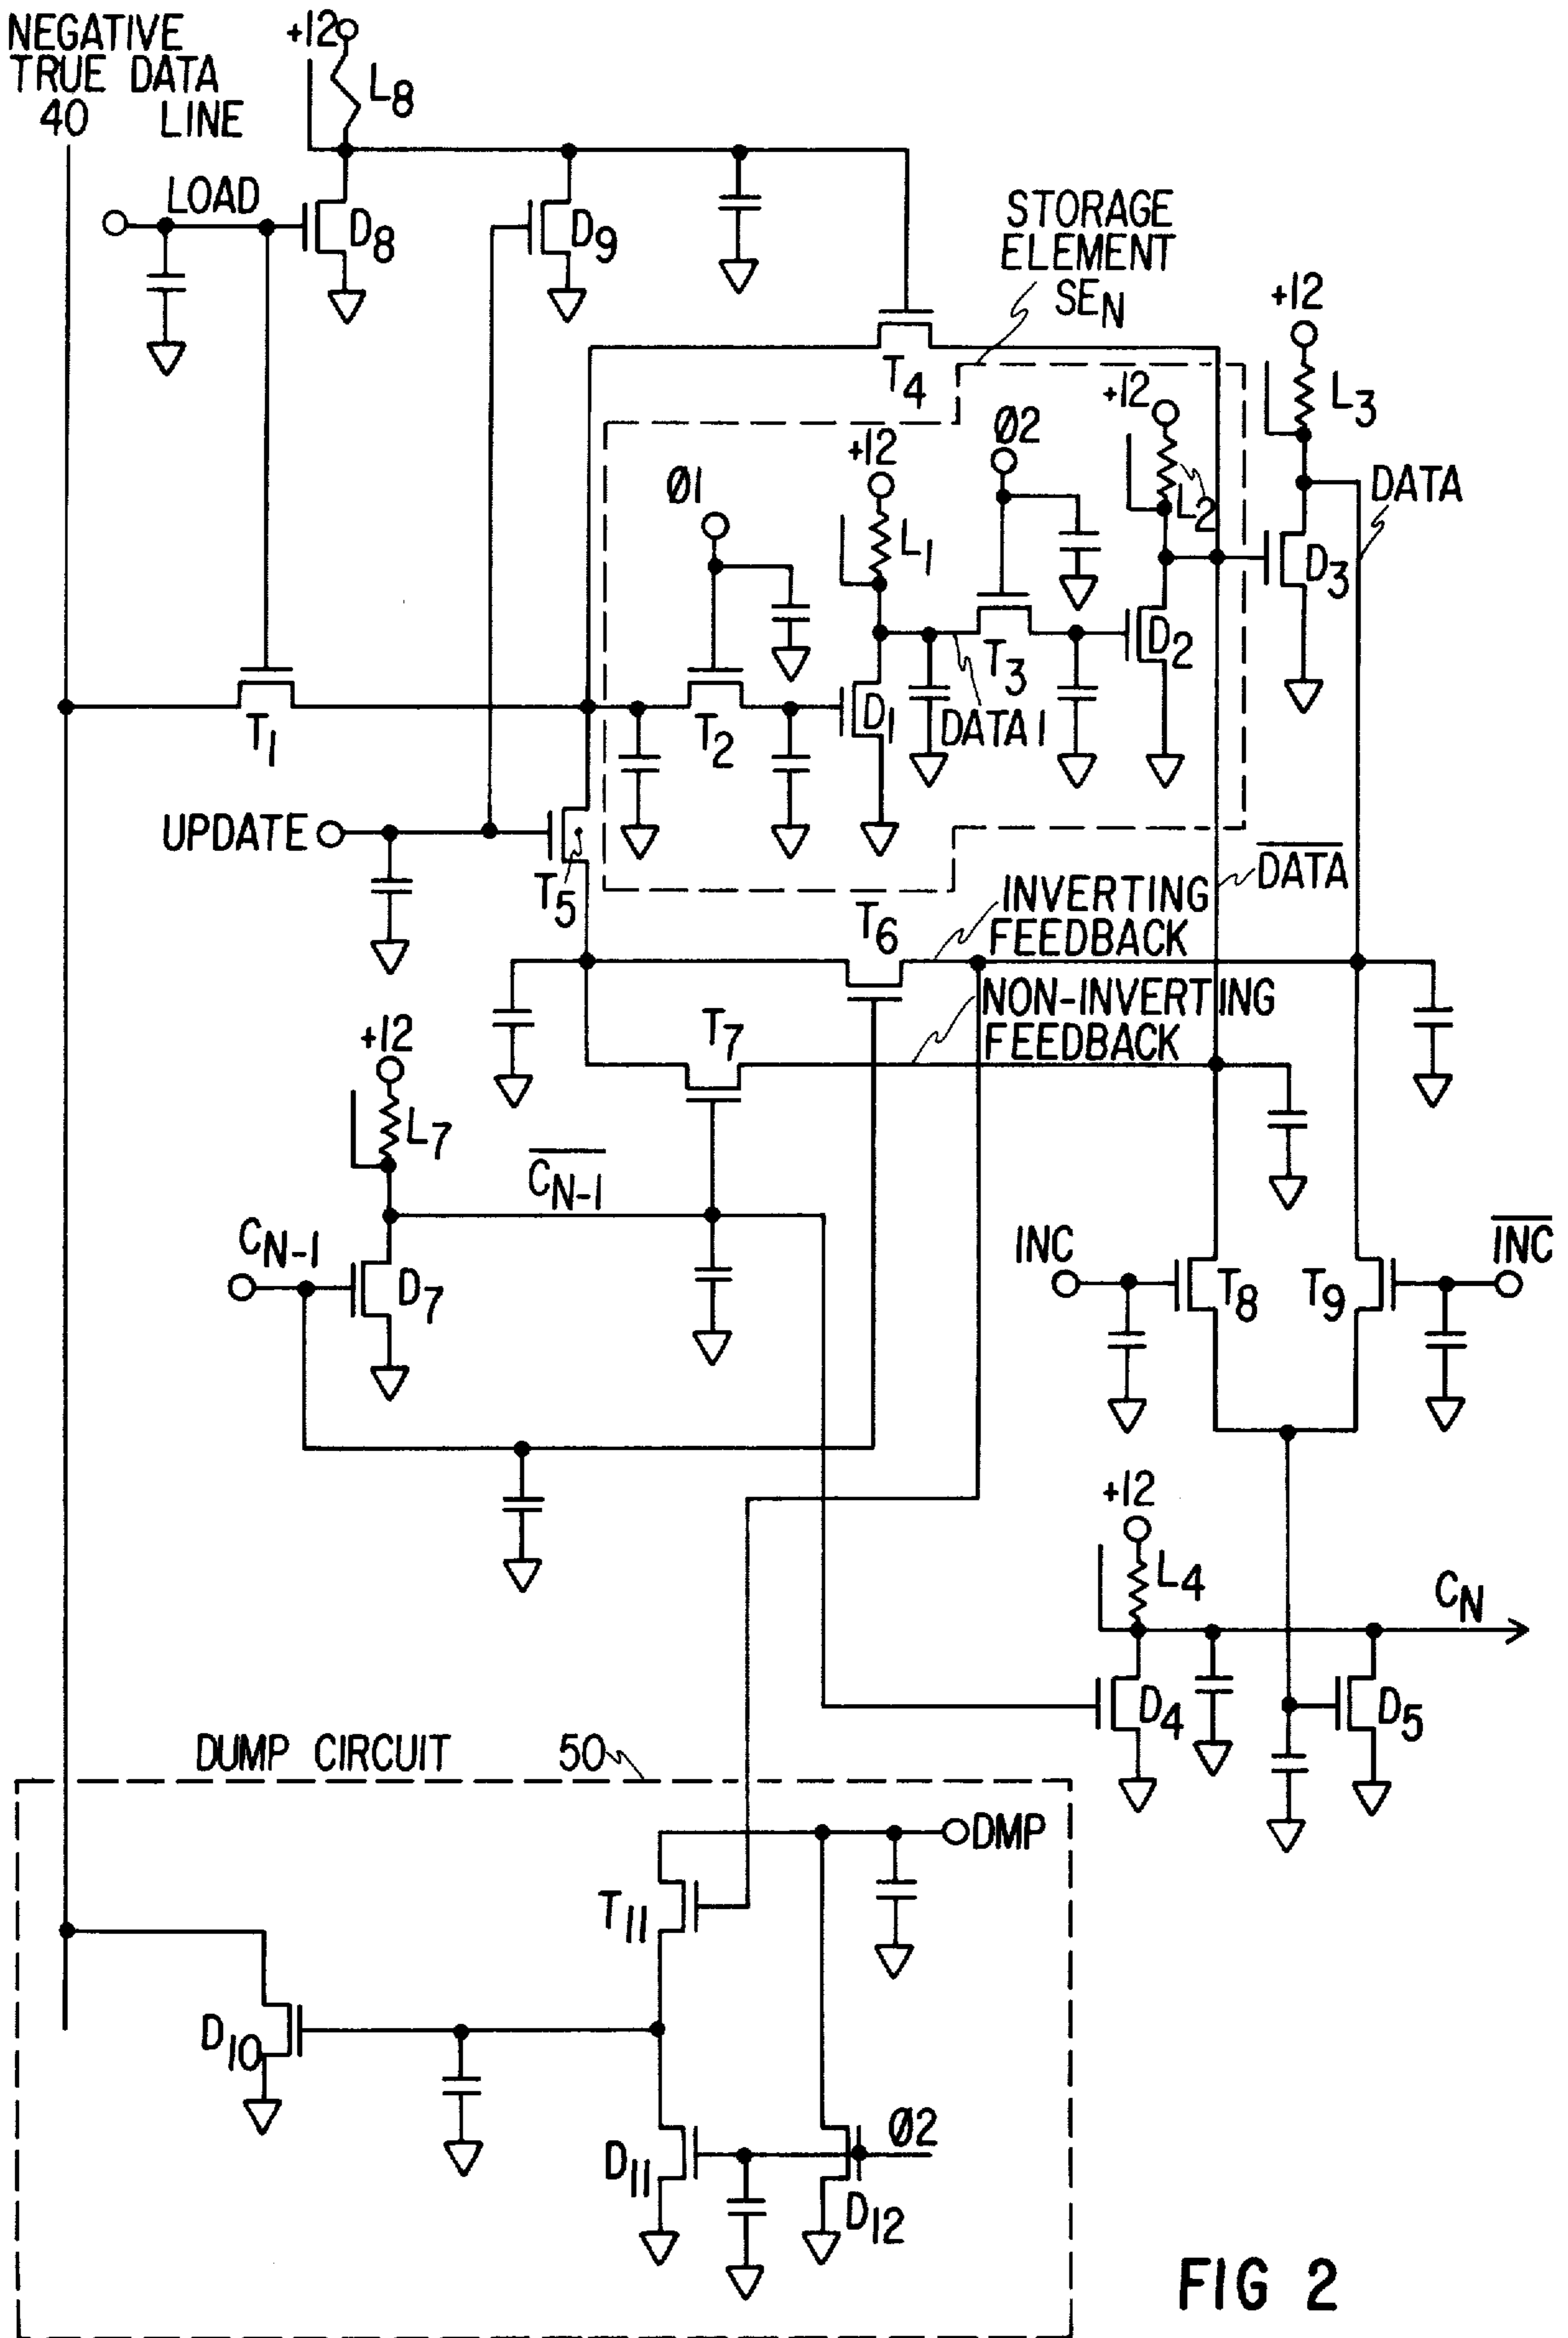 NEGATIVE
TRUE DATA
40 LINE
+12
L8
LOAD
D8
D9
STORAGE
ELEMENT
SEN
+12
L3
T4
+12
Ø2
+12
L2
DATA
Ø1
L1
D3
T1
T2
D1
T3
D2
DATA1
UPDATE
T5
DATA
T6
INVERTING
FEEDBACK
NON-INVERTING
FEEDBACK
T7
+12
L7
CN-1
CN-1
D7
INC
T8
T9
INC
+12
L4
CN
D4
D5
DUMP CIRCUIT 50
DMP
T11
D10
Ø2
D11
D12
FIG 2